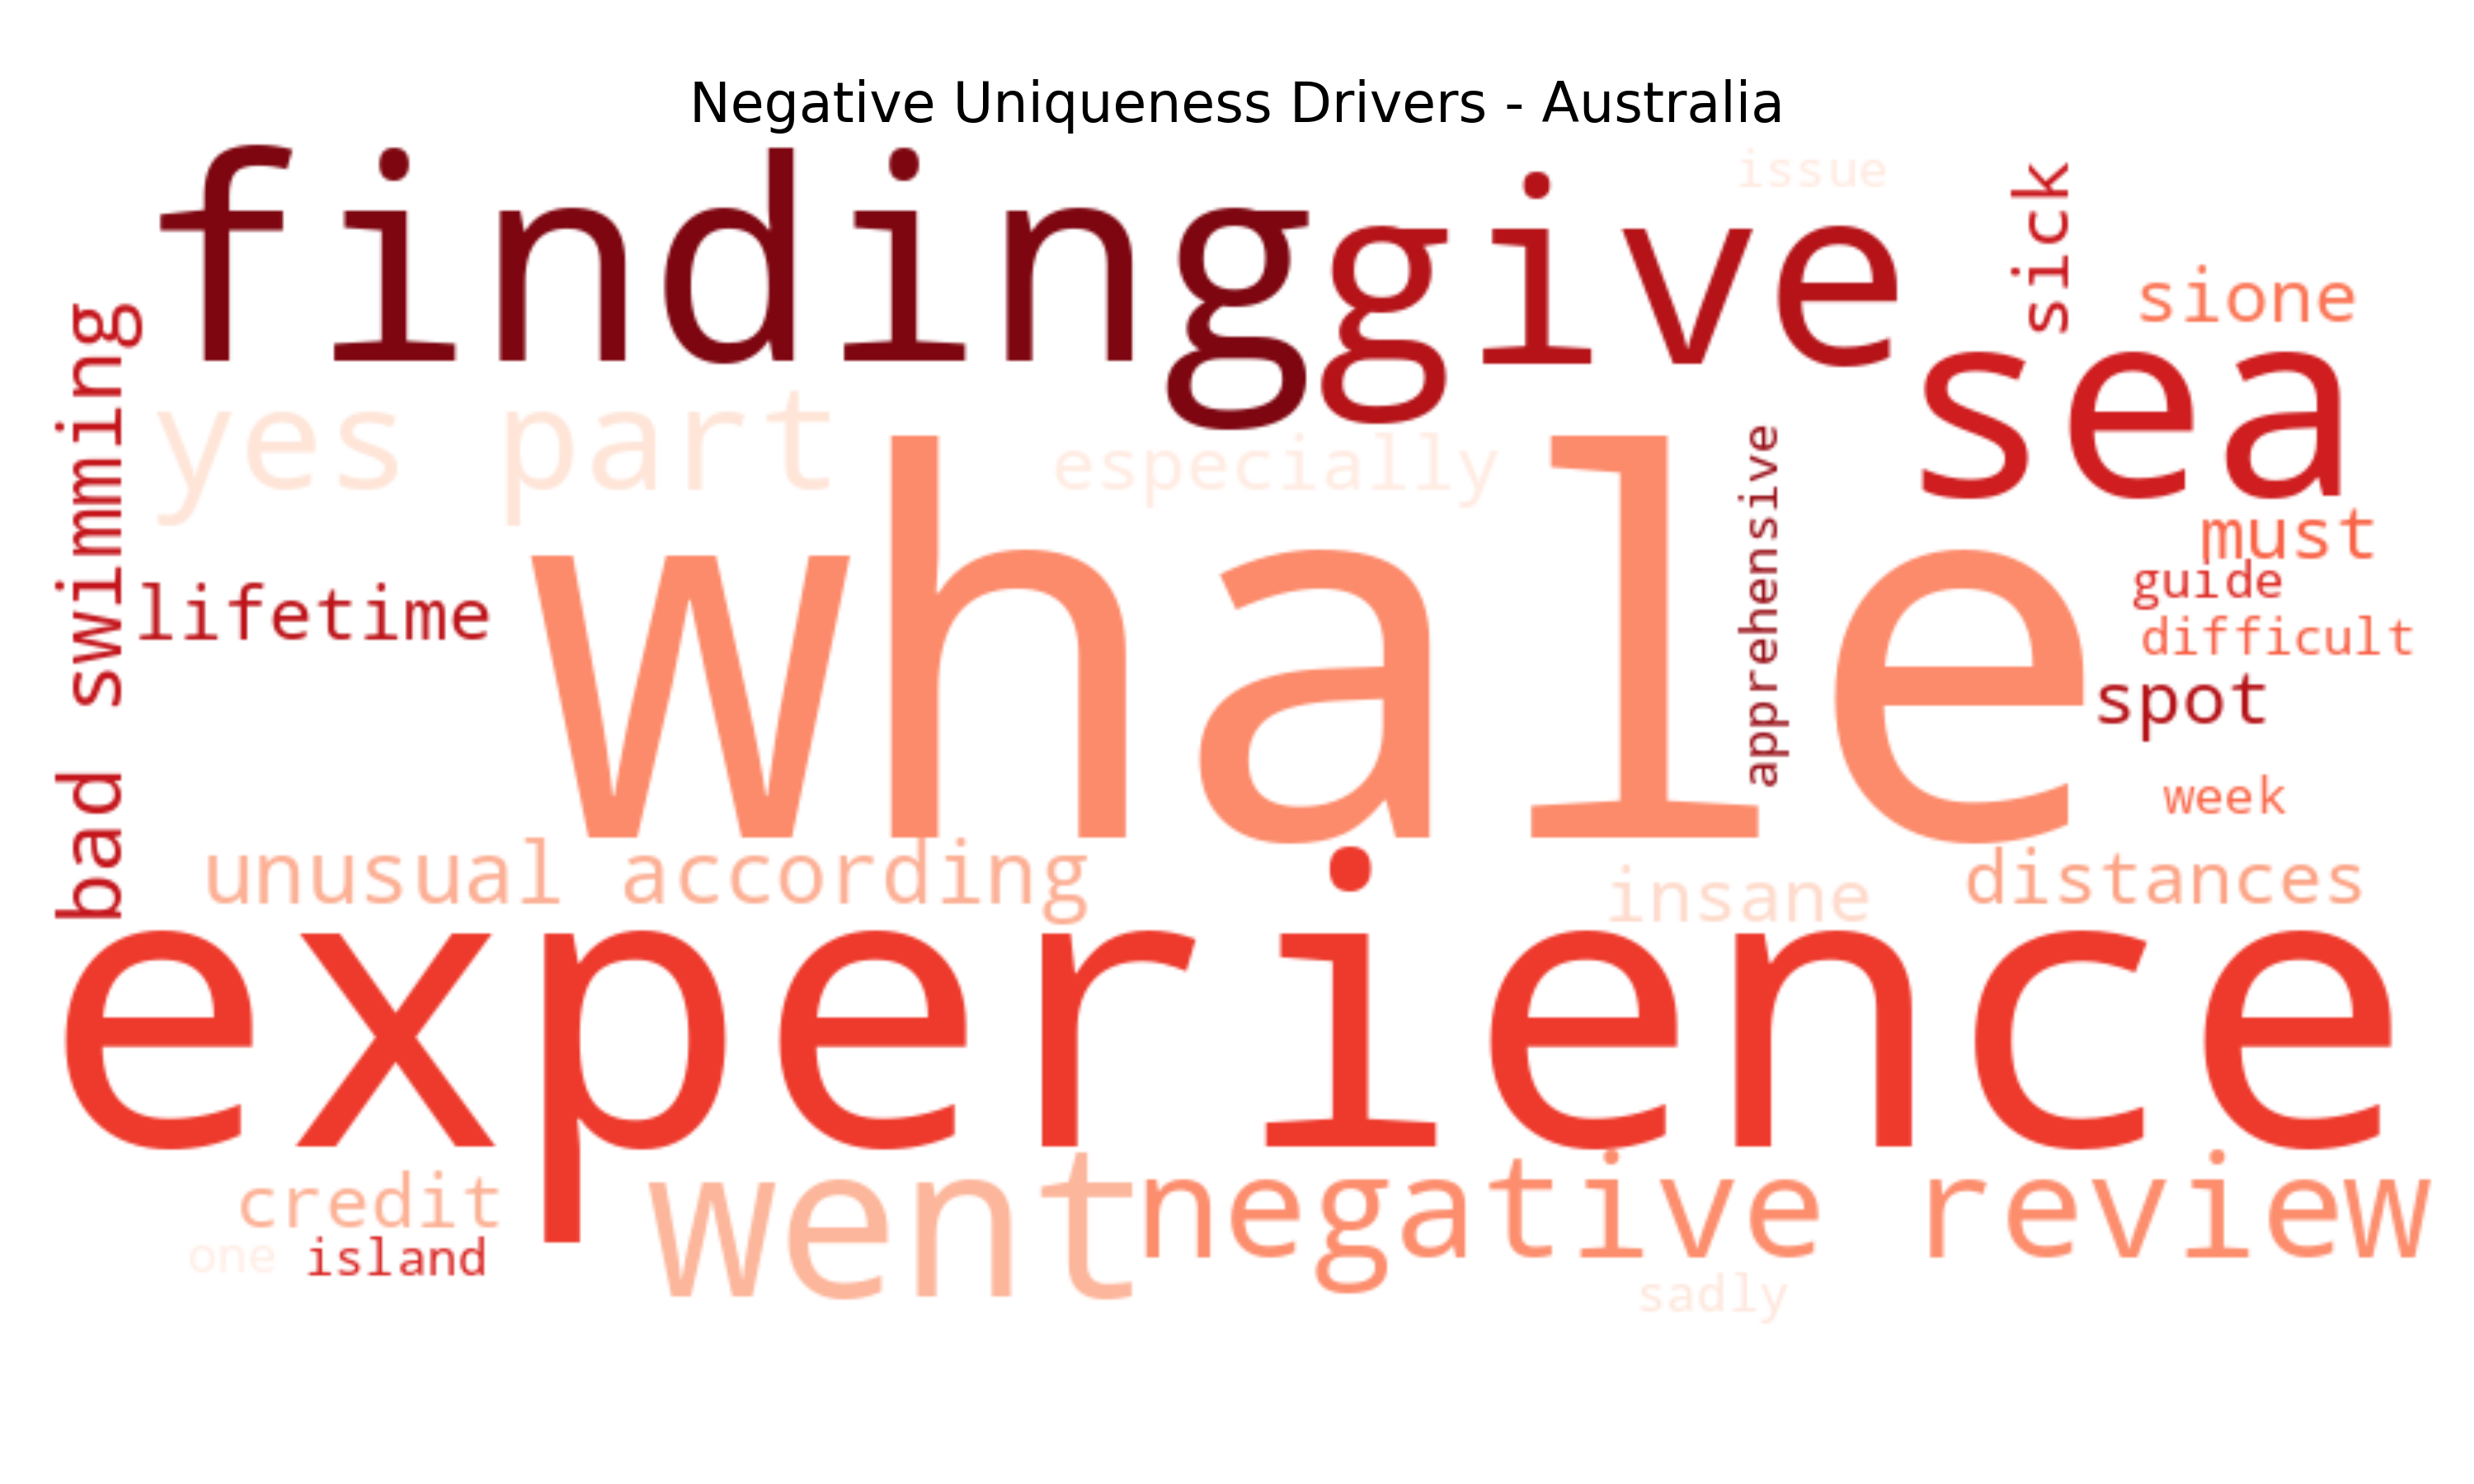 Negative Uniqueness Drivers - Australia
finding
give
issue
sick
sione
sea
bad swimming
yes part
especially
apprehensive
must
guide
lifetime
whale
difficult
spot
week
unusual according
insane
distances
experience
credit
went
negative review
one
island
sadly